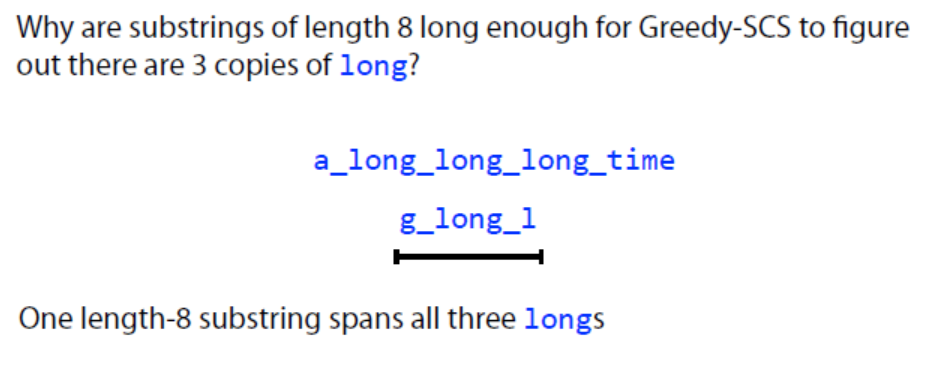 Why are substrings of length 8 long enough for Greedy-SCS to figure
out there are 3 copies of long?
a_long_long_long_time
g_long_l
One length-8 substring spans all three longs